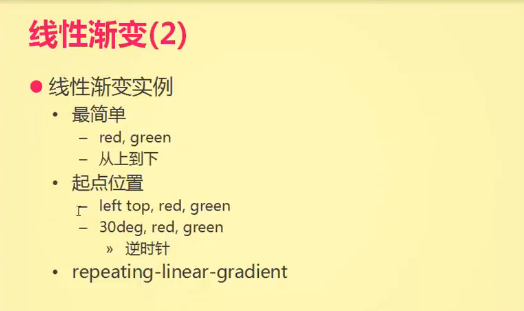 线性渐变(2)
线性渐变实例
最简单
red, green
从上到下
起点位置
left top, red, green
30deg, red, green
逆时针
repeating-linear-gradient